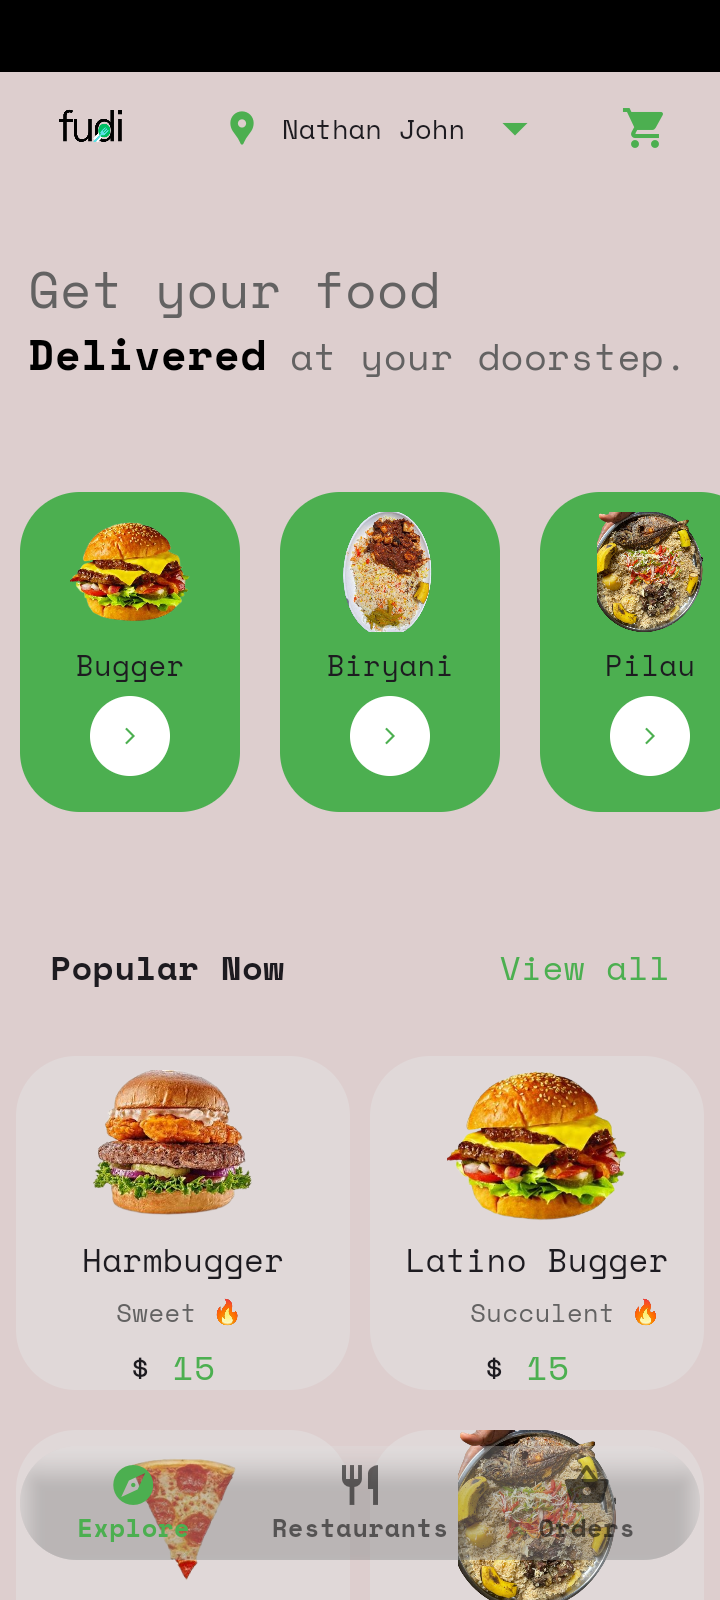 fudi
Nathan John
Get your food
Delivered at your doorstep.
Bugger
Biryani
Pilau
Popular Now
View all
Harmbugger
Latino Bugger
Sweet 🔥
Succulent 🔥
$ 15
$ 15
Explore
Restaurants
Orders